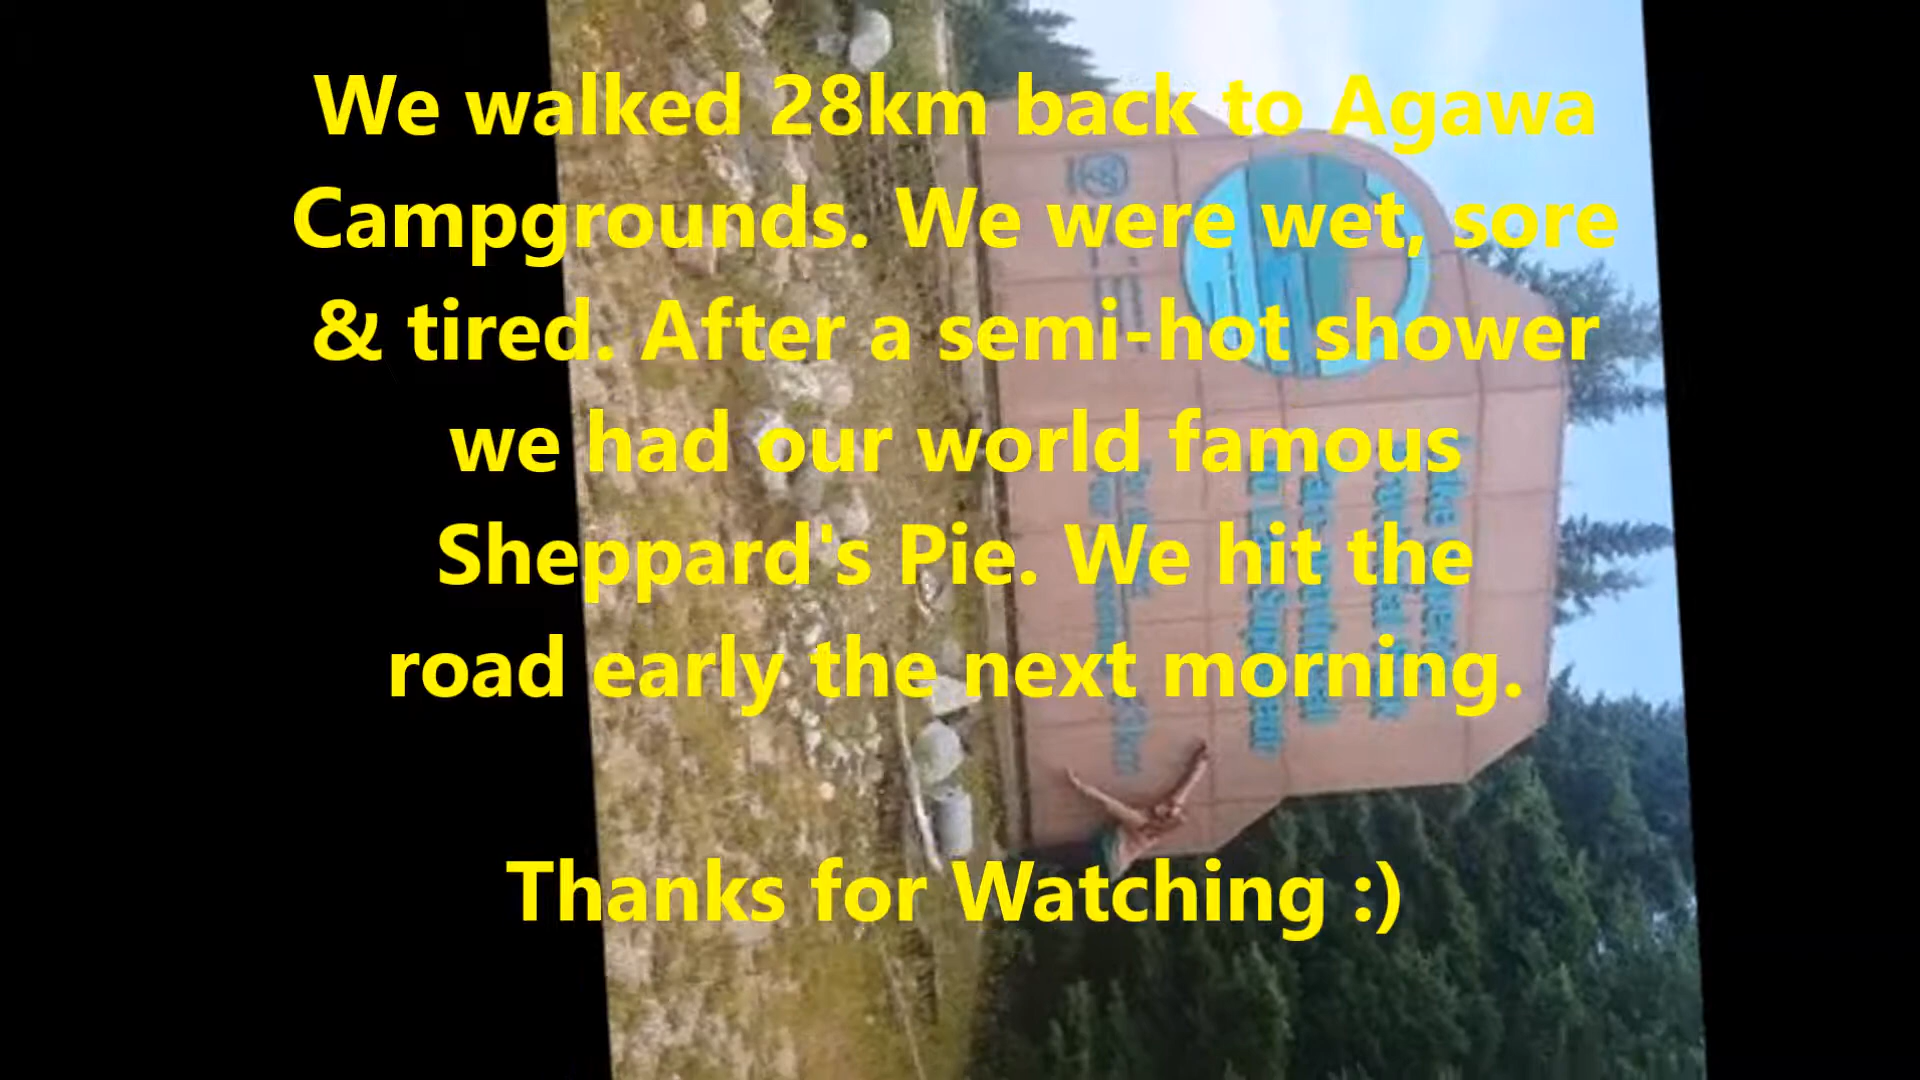 We walked 28km back to Agawa
Campgrounds. We were wet, sore
& tired. After a semi-hot shower
we had our world famous
Sheppard's Pie. We hit the
road early the next morning.
Thanks for Watching :)